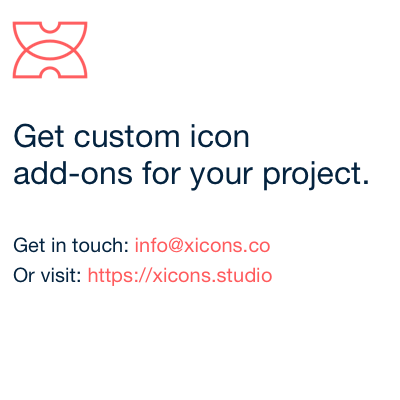 Get custom icon
add-ons for your project.
Get in touch: info@xicons.co
Or visit: https://xicons.studio